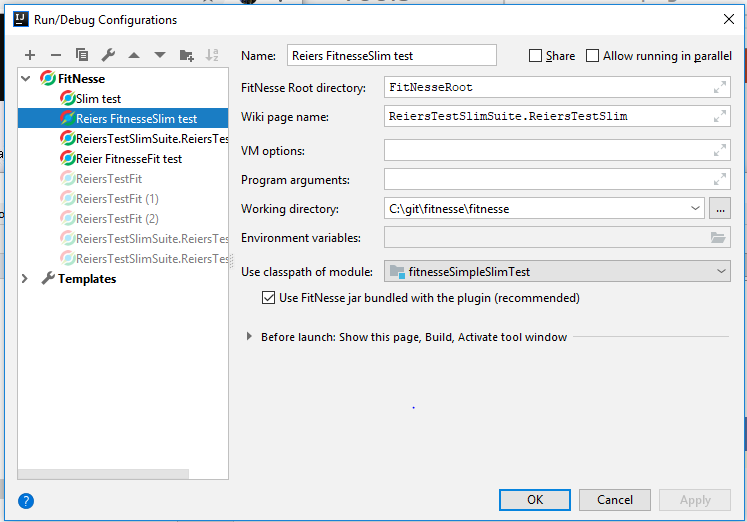 Run/Debug Configurations
Name: Reiers FitnesseSlim test Share Allow running in parallel
FitNesse
Slim test
Reiers FitnesseSlim test
ReiersTestSlimSuite.ReiersTes
Reier FitnesseFit test
ReiersTestFit
ReiersTestFit (1)
ReiersTestFit (2)
ReiersTestSlimSuite.ReiersTest
ReiersTestSlimSuite.ReiersTest
Templates
FitNesse Root directory: FitNesseRoot
Wiki page name: ReiersTestSlimSuite.ReiersTestSlim
VM options:
Program arguments:
Working directory: C:\git\fitnesse\fitnesse ...
Environment variables:
Use classpath of module: fitnesseSimpleSlimTest
Use FitNesse jar bundled with the plugin (recommended)
Before launch: Show this page, Build, Activate tool window
? OK Cancel Apply